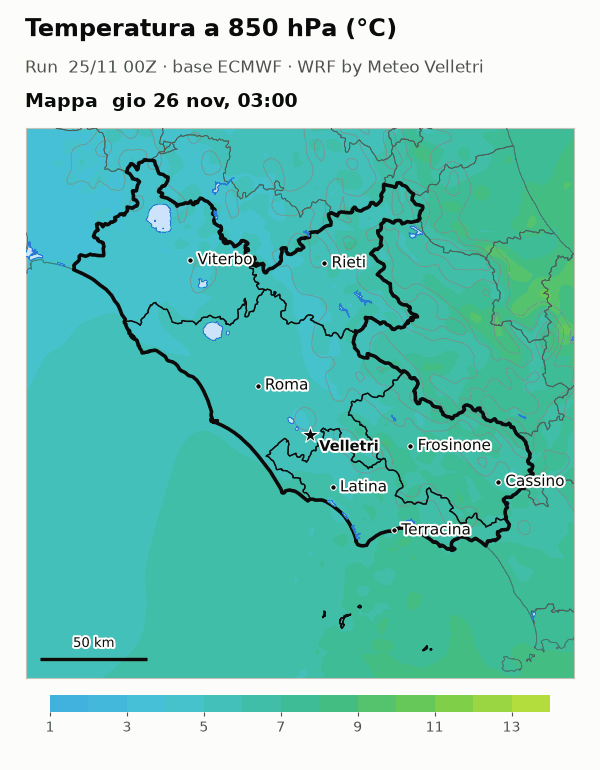 Temperatura a 850 hPa (°C)
Run  25/11 00Z · base ECMWF · WRF by Meteo Velletri
Mappa  gio 26 nov, 03:00
Viterbo
Rieti
Roma
Velletri
Frosinone
Latina
Cassino
Terracina
50 km
1 3 5 7 9 11 13